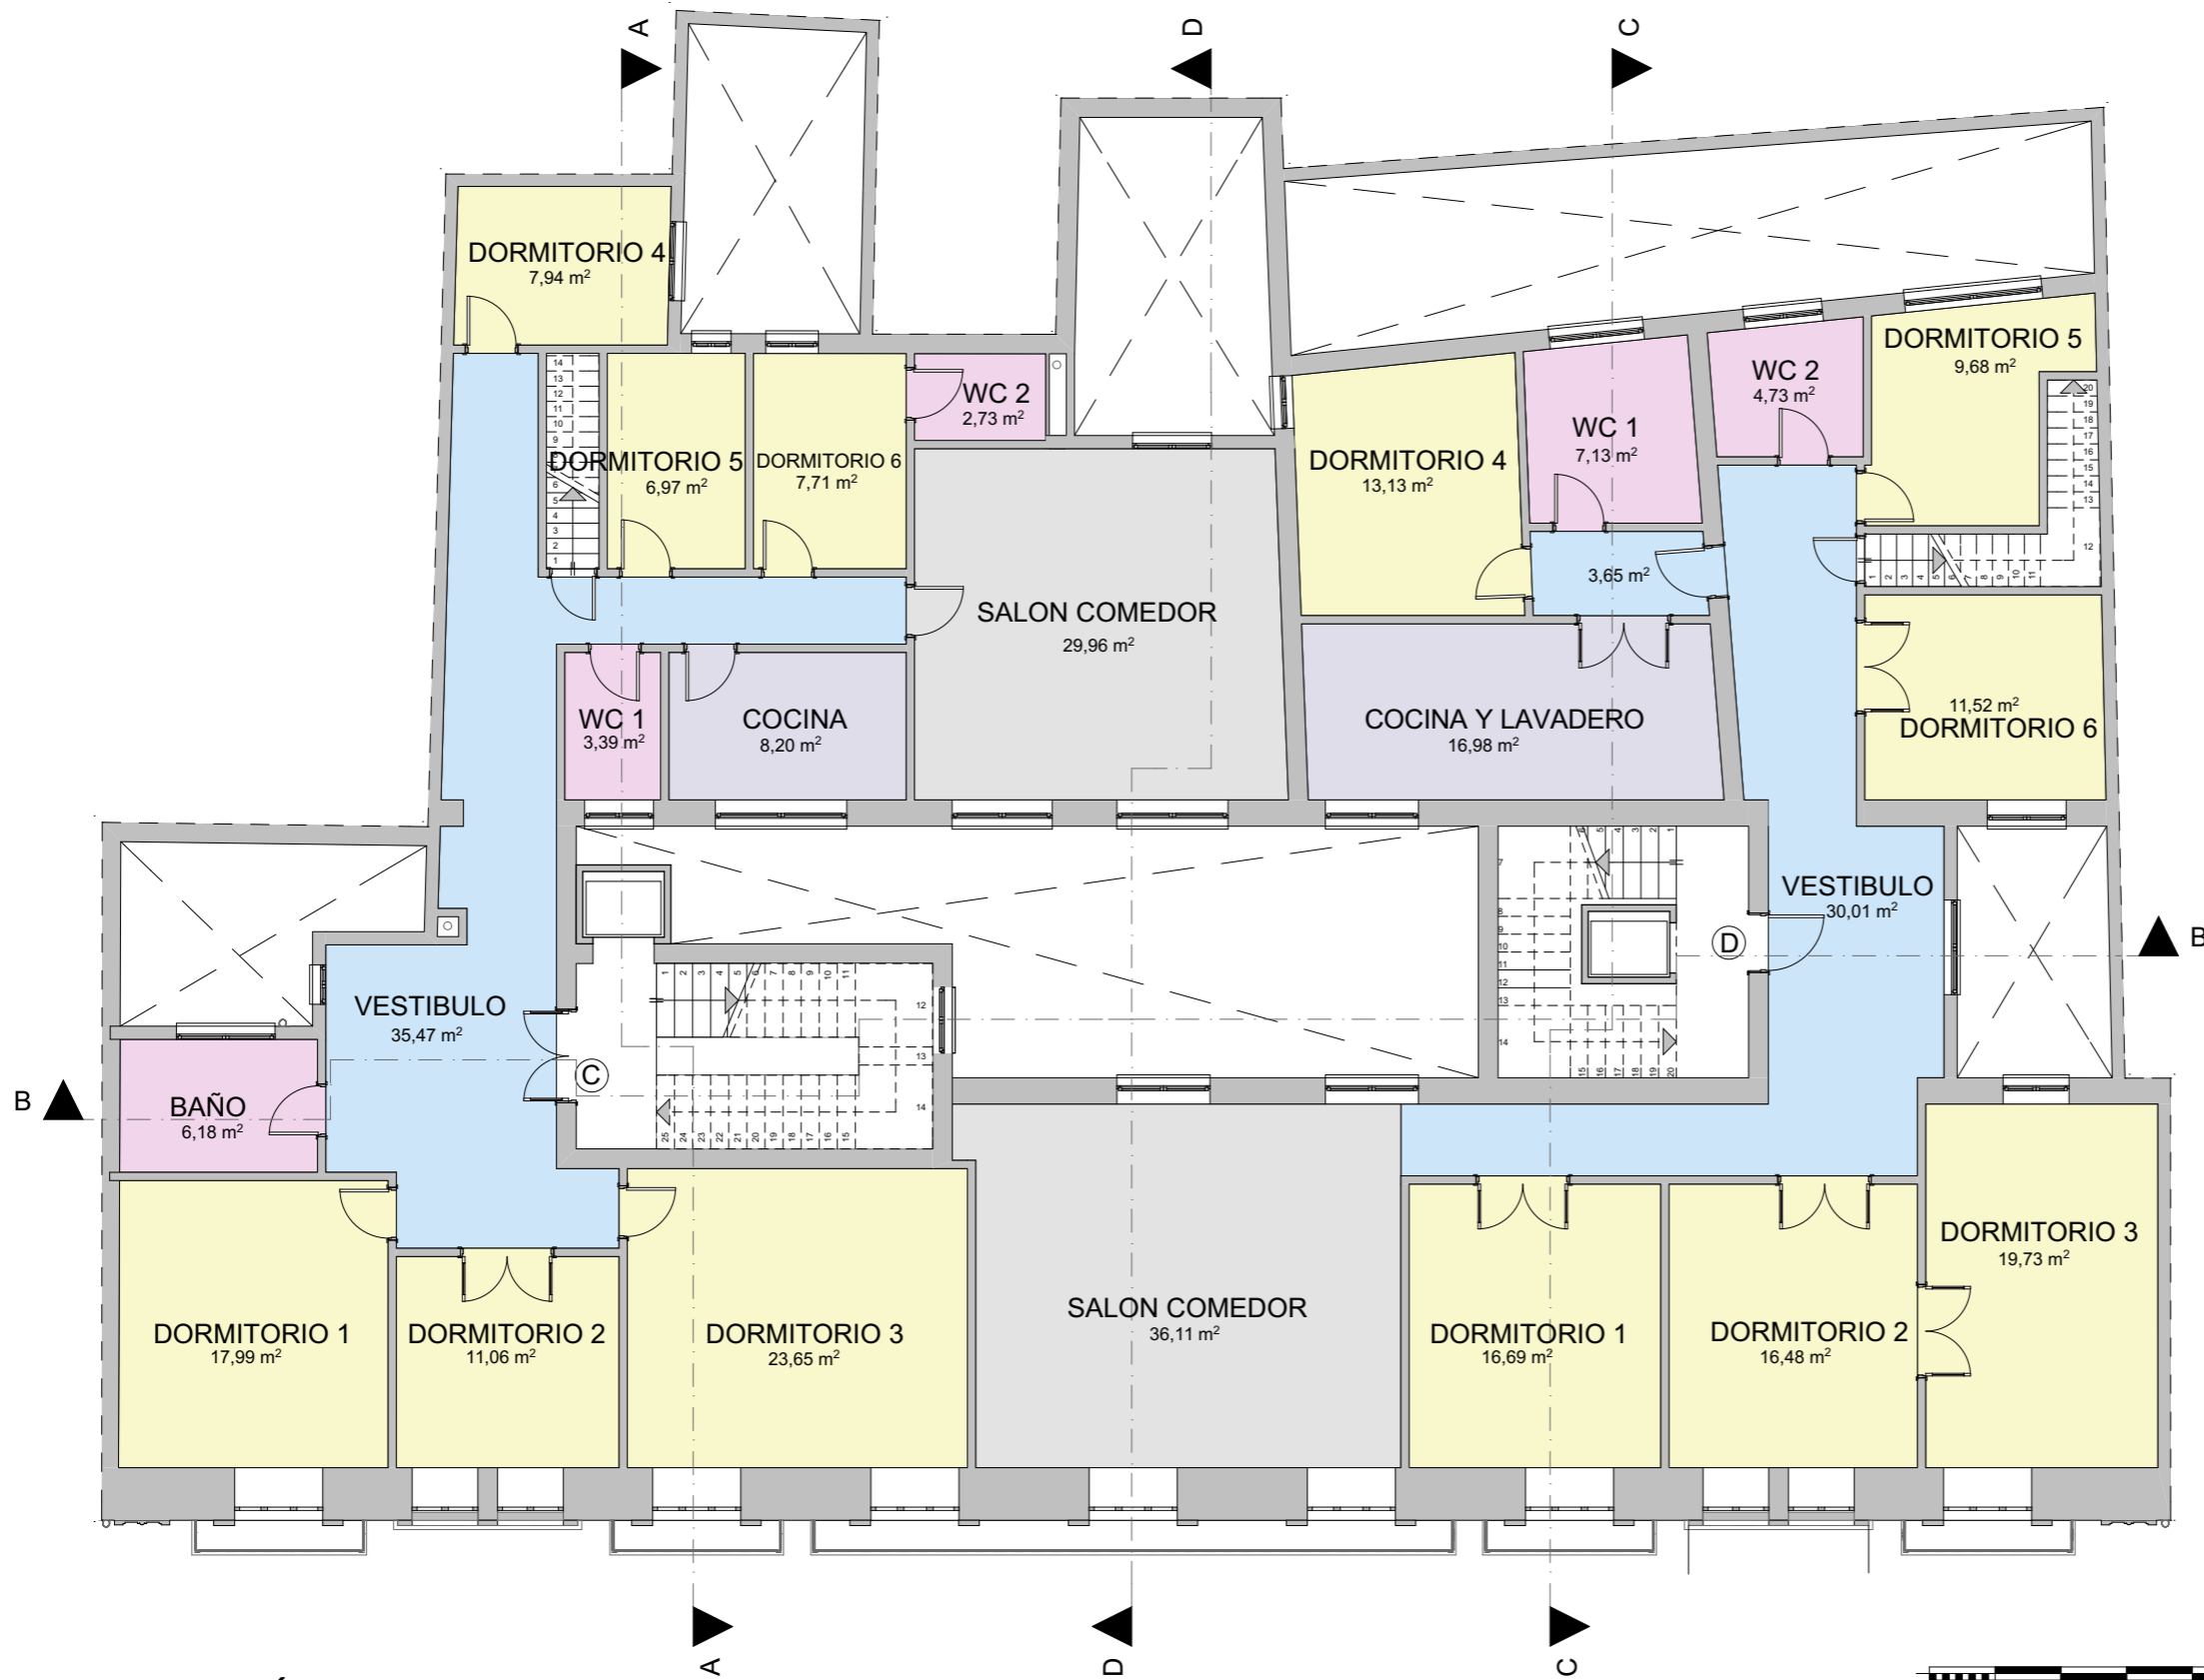 A
D
C
DORMITORIO 4
7,94 m²
DORMITORIO 5
6,97 m²
DORMITORIO 6
7,71 m²
WC 2
2,73 m²
DORMITORIO 4
13,13 m²
WC 1
7,13 m²
WC 2
4,73 m²
DORMITORIO 5
9,68 m²
3,65 m²
SALON COMEDOR
29,96 m²
WC 1
3,39 m²
COCINA
8,20 m²
COCINA Y LAVADERO
16,98 m²
11,52 m²
DORMITORIO 6
VESTIBULO
30,01 m²
D
B
VESTIBULO
35,47 m²
C
B
BAÑO
6,18 m²
DORMITORIO 1
17,99 m²
DORMITORIO 2
11,06 m²
DORMITORIO 3
23,65 m²
SALON COMEDOR
36,11 m²
DORMITORIO 1
16,69 m²
DORMITORIO 2
16,48 m²
DORMITORIO 3
19,73 m²
A
D
C